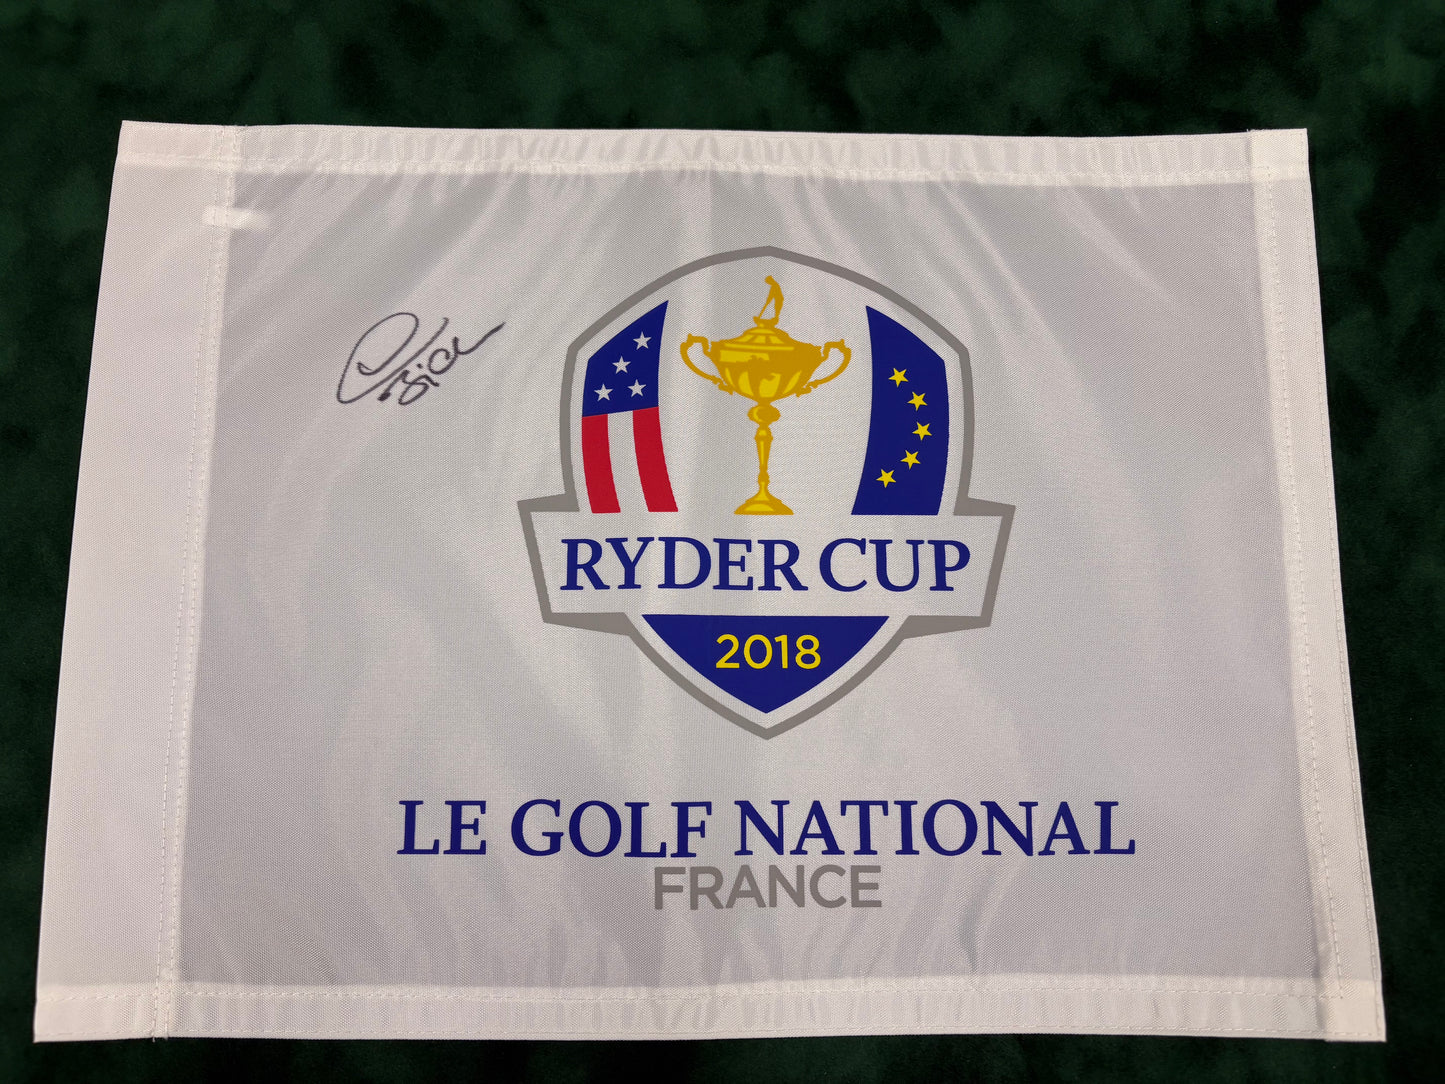 RYDER CUP
2018
LE GOLF NATIONAL
FRANCE